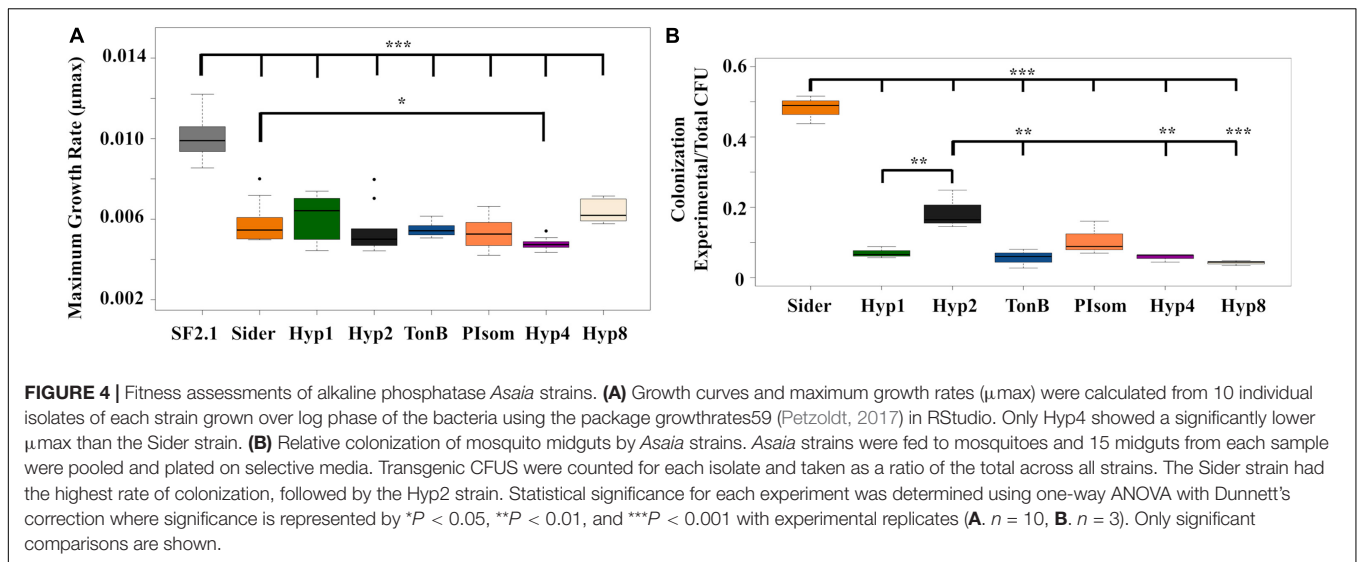 A
Maximum Growth Rate (μmax)
0.014
0.010
0.006
0.002
***
*
SF2.1 Sider Hyp1 Hyp2 TonB PIsom Hyp4 Hyp8
B
Colonization
Experimental/Total CFU
0.6
0.4
0.2
0
***
** ** ***
**
Sider Hyp1 Hyp2 TonB PIsom Hyp4 Hyp8
FIGURE 4 | Fitness assessments of alkaline phosphatase Asaia strains. (A) Growth curves and maximum growth rates (μmax) were calculated from 10 individual
isolates of each strain grown over log phase of the bacteria using the package growthrates59 (Petzoldt, 2017) in RStudio. Only Hyp4 showed a significantly lower
μmax than the Sider strain. (B) Relative colonization of mosquito midguts by Asaia strains. Asaia strains were fed to mosquitoes and 15 midguts from each sample
were pooled and plated on selective media. Transgenic CFUS were counted for each isolate and taken as a ratio of the total across all strains. The Sider strain had
the highest rate of colonization, followed by the Hyp2 strain. Statistical significance for each experiment was determined using one-way ANOVA with Dunnett's
correction where significance is represented by *P < 0.05, **P < 0.01, and ***P < 0.001 with experimental replicates (A. n = 10, B. n = 3). Only significant
comparisons are shown.